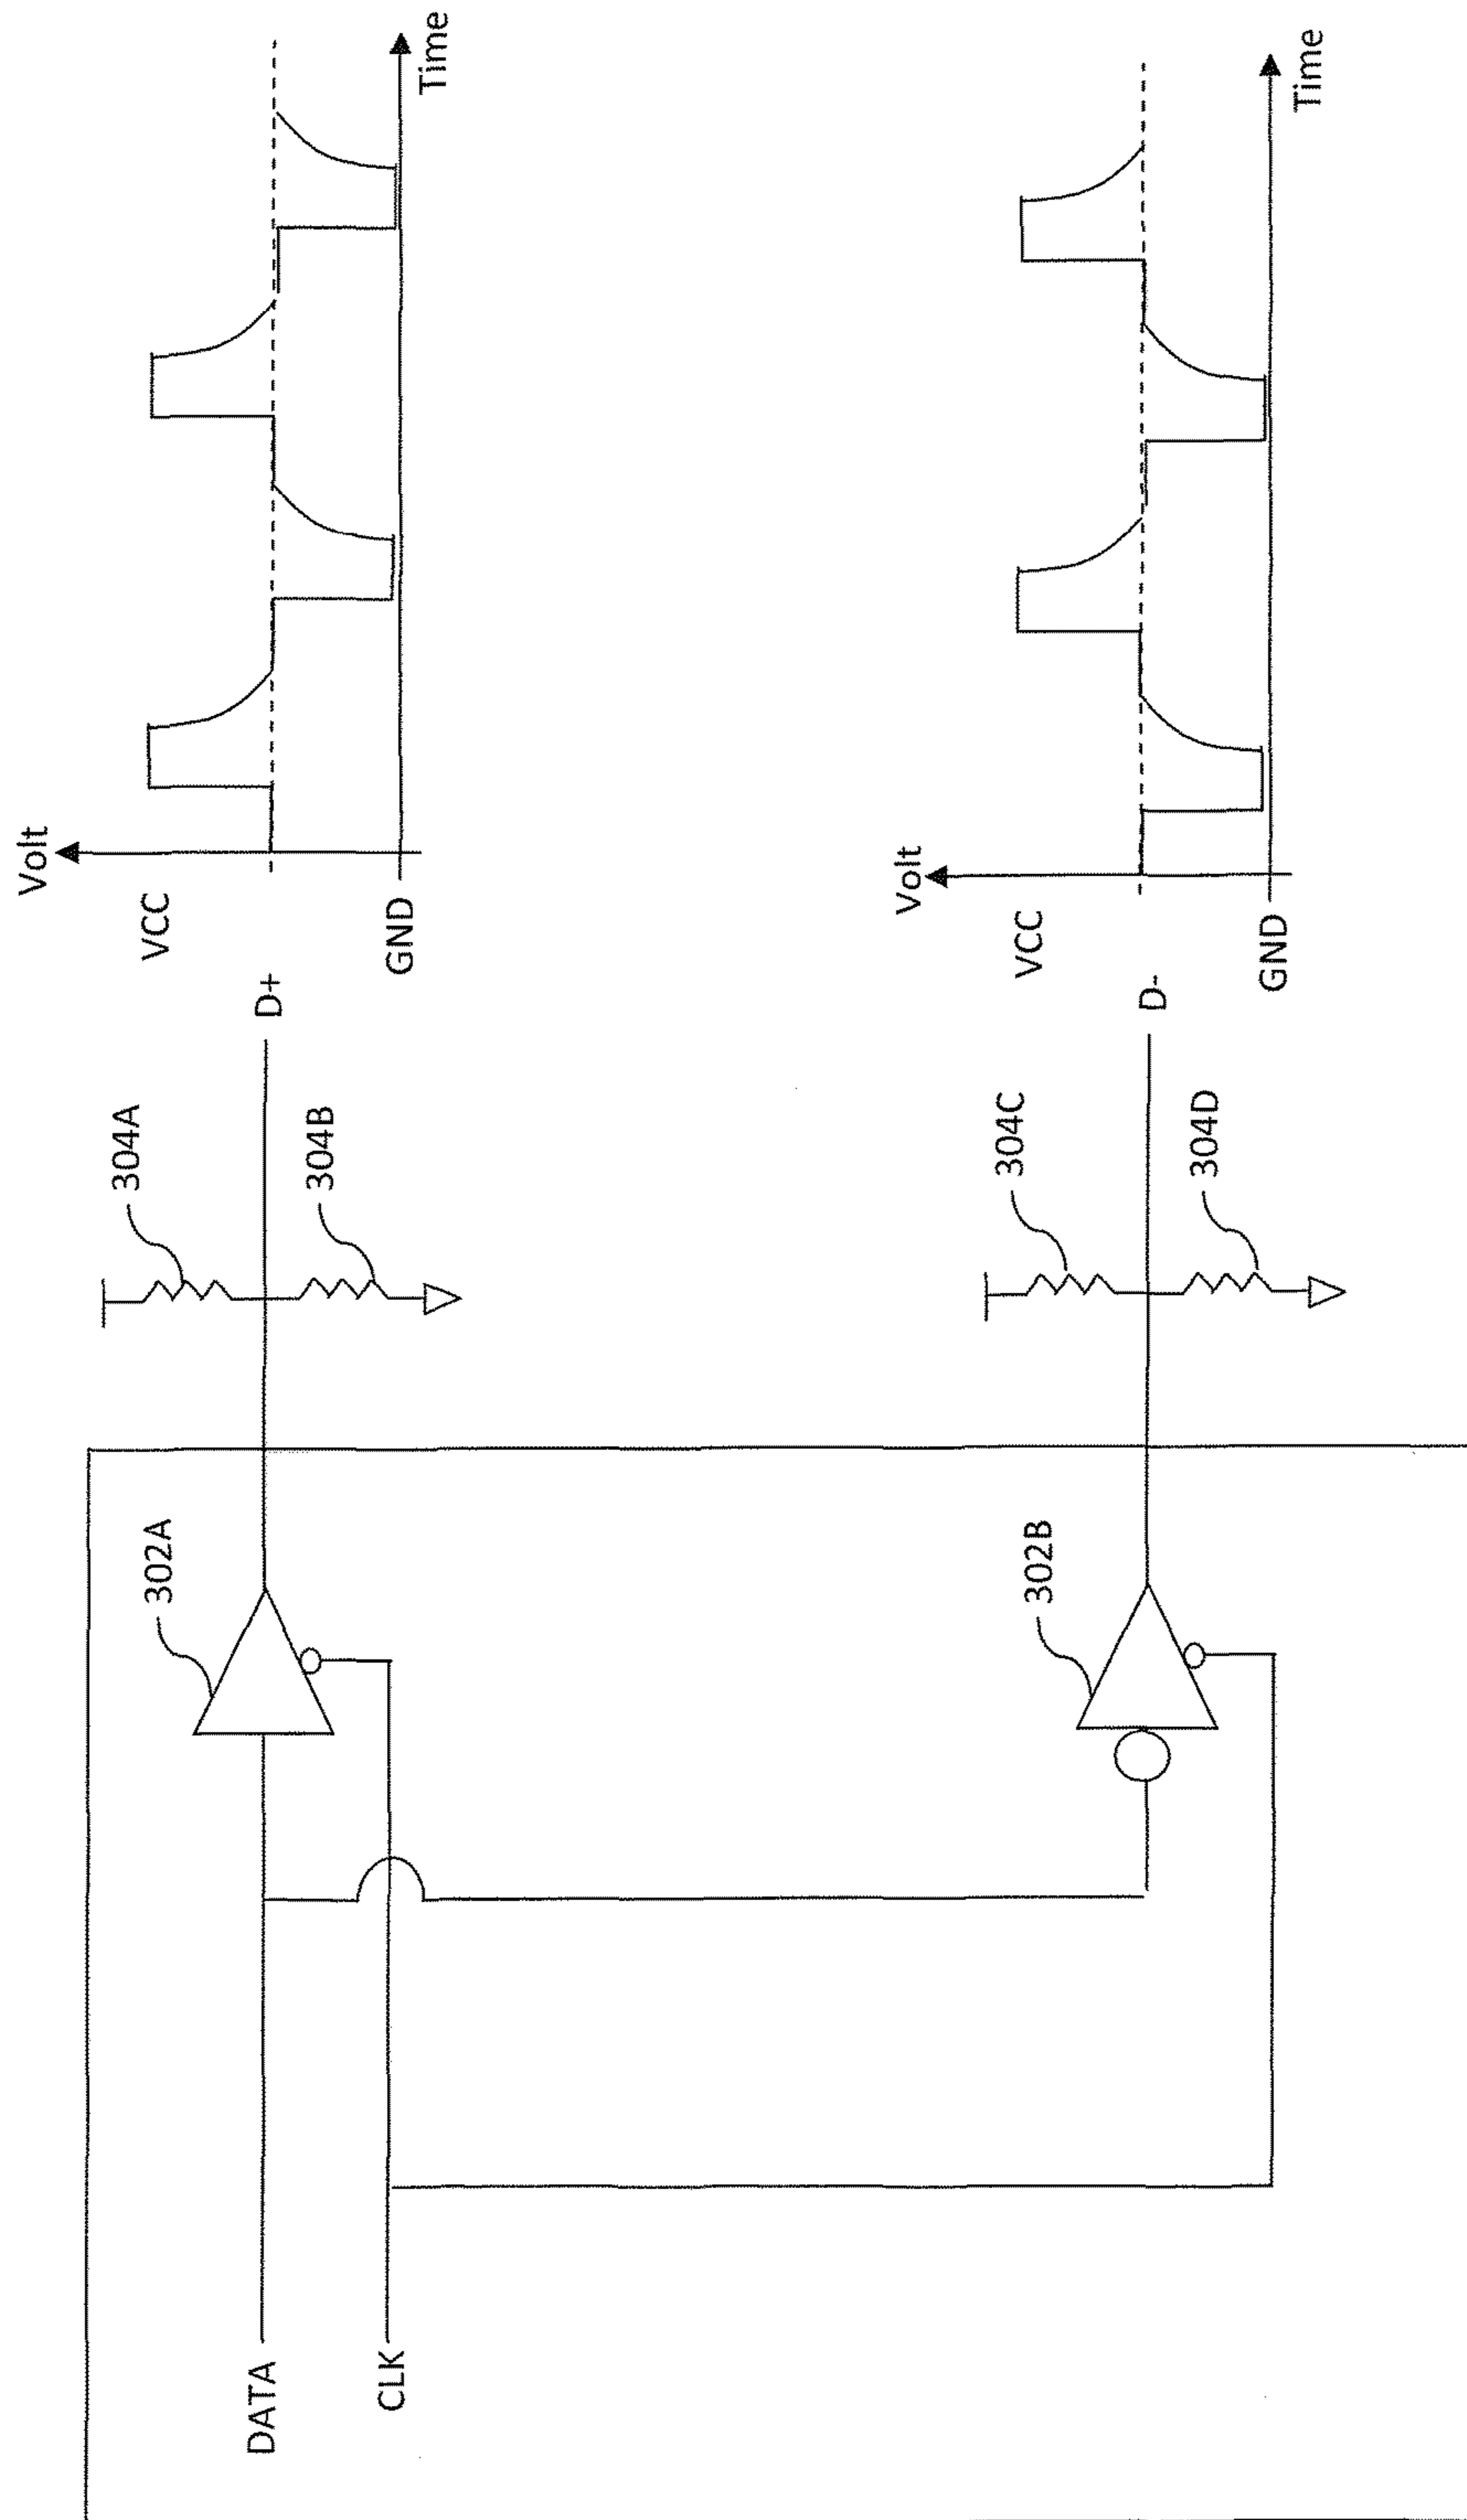 DATA
CLK
302A
304A
304B
D+
Volt
VCC
GND
Time
302B
304C
304D
D-
Volt
VCC
GND
Time